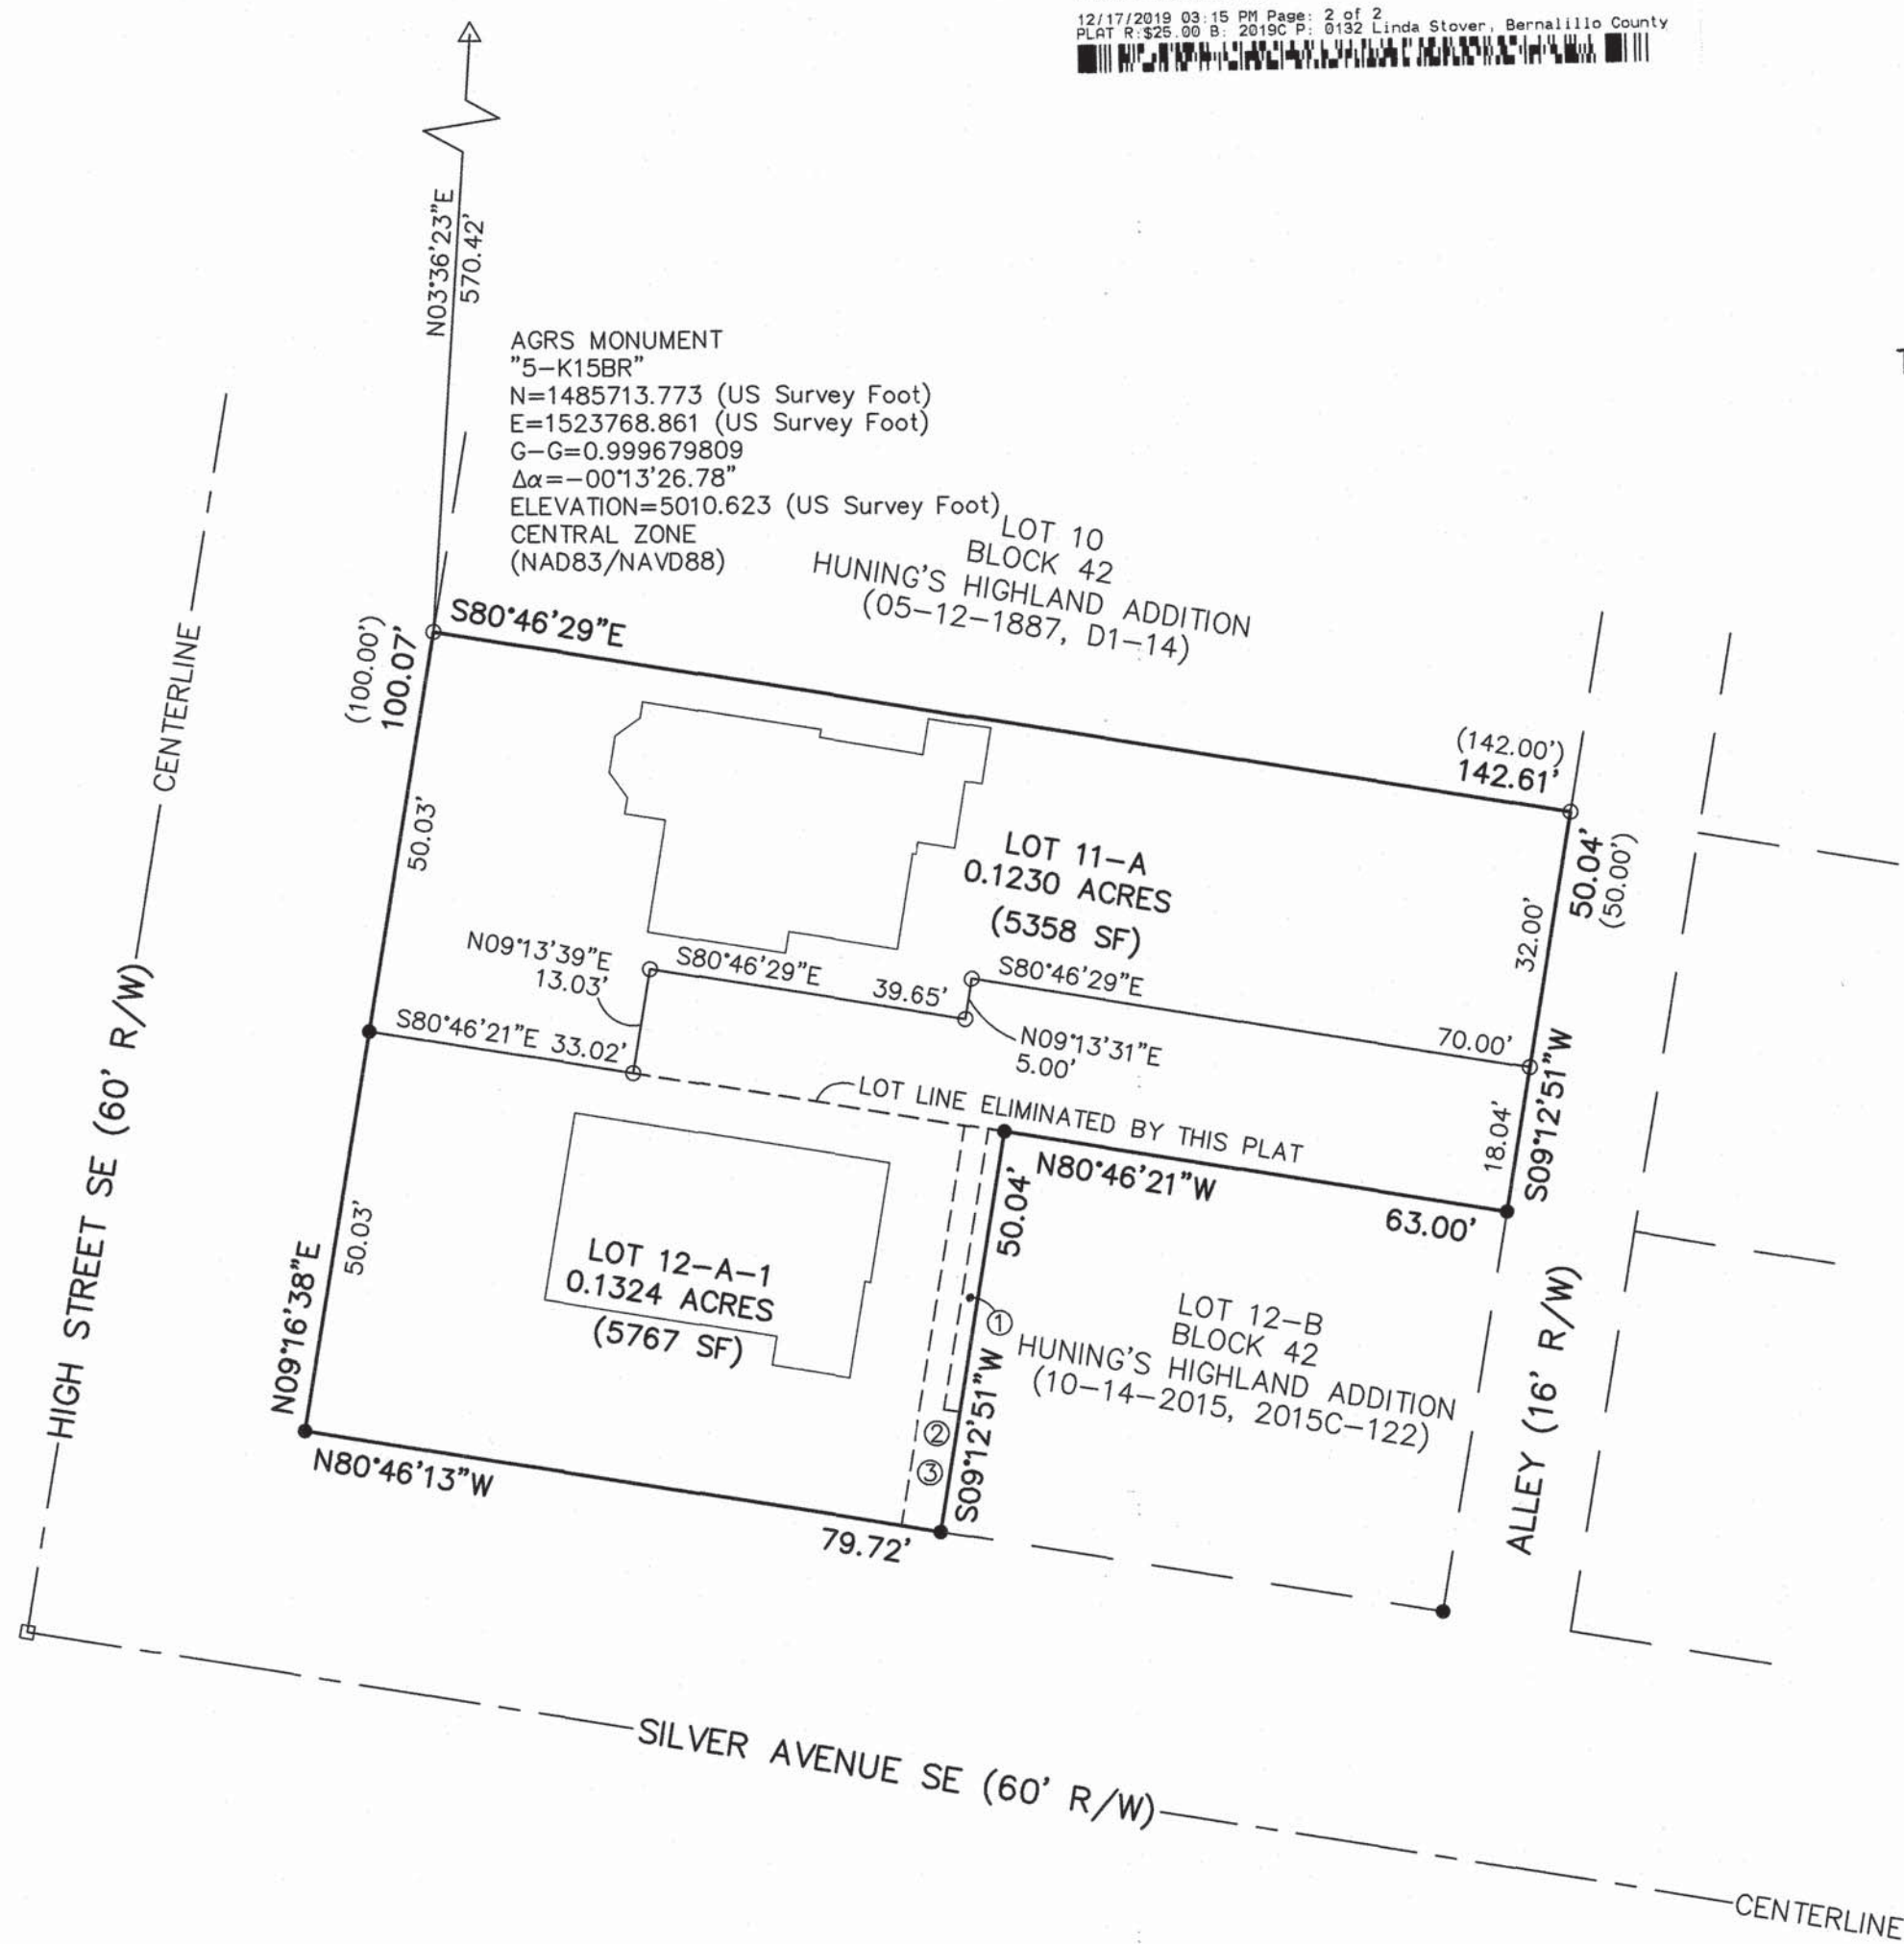 12/17/2019 03:15 PM Page: 2 of 2
PLAT R:$25.00 B: 2019C P: 0132 Linda Stover, Bernalillo County
N03°36'23"E
570.42'
AGRS MONUMENT
"5-K15BR"
N=1485713.773 (US Survey Foot)
E=1523768.861 (US Survey Foot)
G-G=0.999679809
Δα=-00°13'26.78"
ELEVATION=5010.623 (US Survey Foot)
CENTRAL ZONE
(NAD83/NAVD88)
LOT 10
BLOCK 42
HUNING'S HIGHLAND ADDITION
(05-12-1887, D1-14)
S80°46'29"E
(142.00')
142.61'
(100.00')
100.07'
50.03'
CENTERLINE
LOT 11-A
0.1230 ACRES
(5358 SF)
50.04'
(50.00')
32.00'
N09°13'39"E
13.03'
S80°46'29"E
39.65'
S80°46'29"E
70.00'
N09°13'31"E
5.00'
S80°46'21"E 33.02'
LOT LINE ELIMINATED BY THIS PLAT
18.04'
S09°12'51"W
N80°46'21"W
63.00'
50.04'
S09°12'51"W
N09°16'38"E
50.03'
LOT 12-A-1
0.1324 ACRES
(5767 SF)
1
2
3
LOT 12-B
BLOCK 42
HUNING'S HIGHLAND ADDITION
(10-14-2015, 2015C-122)
N80°46'13"W
79.72'
HIGH STREET SE (60' R/W)
ALLEY (16' R/W)
SILVER AVENUE SE (60' R/W)
CENTERLINE